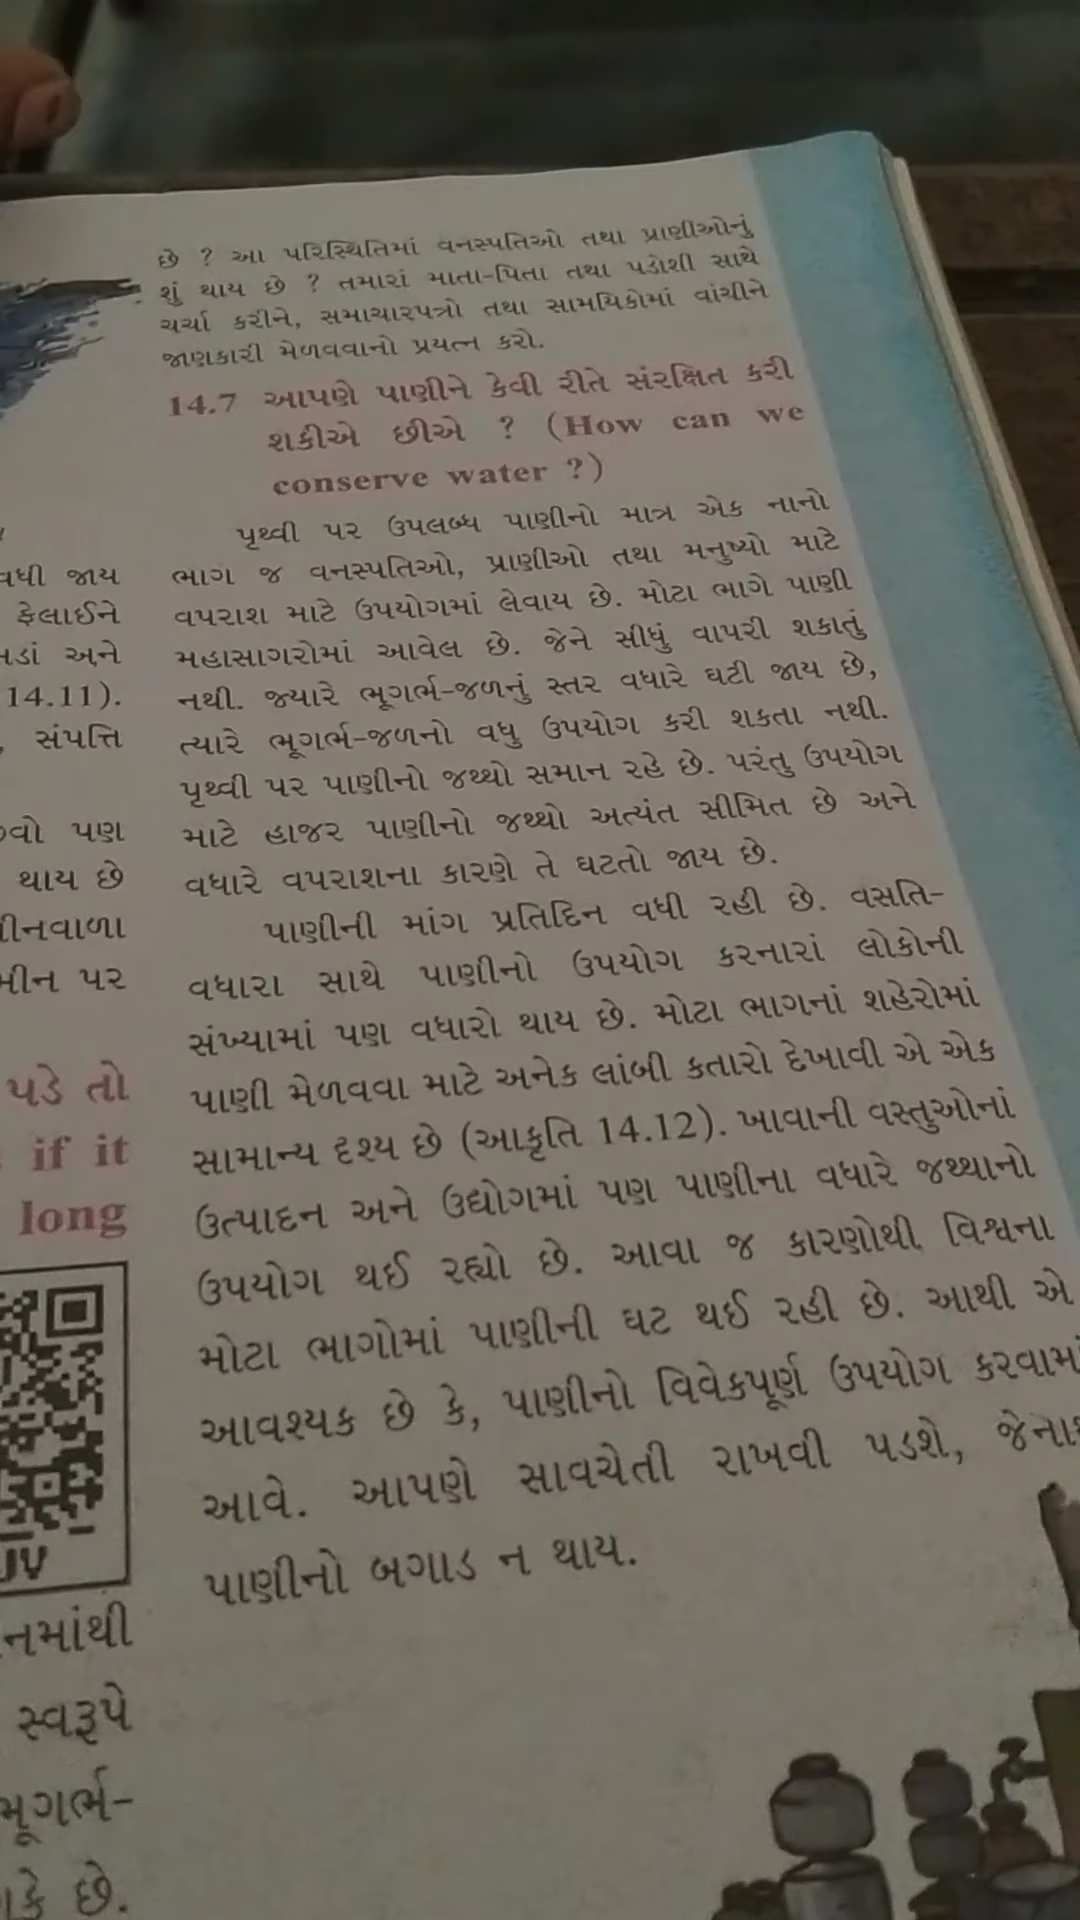 વધી જાય
ફેલાઈને
અને
14.11).
સંપત્તિ
પણ
થાય છે
પર
પડે તો
if it
long
સ્વરૂપે
છે.
છે ? આ પરિસ્થિતિમાં વનસ્પતિઓ તથા પ્રાણીઓનું
શું થાય છે ? તમારાં માતા-પિતા તથા પડોશી સાથે
ચર્ચા કરીને, સમાચારપત્રો તથા સામયિકોમાં વાંચીને
જાણકારી મેળવવાનો પ્રયત્ન કરો.
14.7 આપણે પાણીને કેવી રીતે સંરક્ષિત કરી
શકીએ છીએ ? (How can we
conserve water ?)
પૃથ્વી પર ઉપલબ્ધ પાણીનો માત્ર એક નાનો
ભાગ જ વનસ્પતિઓ, પ્રાણીઓ તથા મનુષ્યો માટે
વપરાશ માટે ઉપયોગમાં લેવાય છે. મોટા ભાગે પાણી
મહાસાગરોમાં આવેલ છે. જેને સીધું વાપરી શકાતું
નથી. જ્યારે ભૂગર્ભ-જળનું સ્તર વધારે ઘટી જાય છે,
ત્યારે ભૂગર્ભ-જળનો વધુ ઉપયોગ કરી શકતા નથી.
પૃથ્વી પર પાણીનો જથ્થો સમાન રહે છે. પરંતુ ઉપયોગ
માટે હાજર પાણીનો જથ્થો અત્યંત સીમિત છે અને
વધારે વપરાશના કારણે તે ઘટતો જાય છે.
પાણીની માંગ પ્રતિદિન વધી રહી છે. વસતિ-
વધારા સાથે પાણીનો ઉપયોગ કરનારાં લોકોની
સંખ્યામાં પણ વધારો થાય છે. મોટા ભાગનાં શહેરોમાં
પાણી મેળવવા માટે અનેક લાંબી કતારો દેખાવી એ એક
સામાન્ય દૃશ્ય છે (આકૃતિ 14.12). ખાવાની વસ્તુઓનાં
ઉત્પાદન અને ઉદ્યોગમાં પણ પાણીના વધારે જથ્થાનો
ઉપયોગ થઈ રહ્યો છે. આવા જ કારણોથી વિશ્વના
મોટા ભાગોમાં પાણીની ઘટ થઈ રહી છે. આથી એ
આવશ્યક છે કે, પાણીનો વિવેકપૂર્ણ ઉપયોગ
આવે. આપણે સાવચેતી રાખવી પડશે,
પાણીનો બગાડ ન થાય.